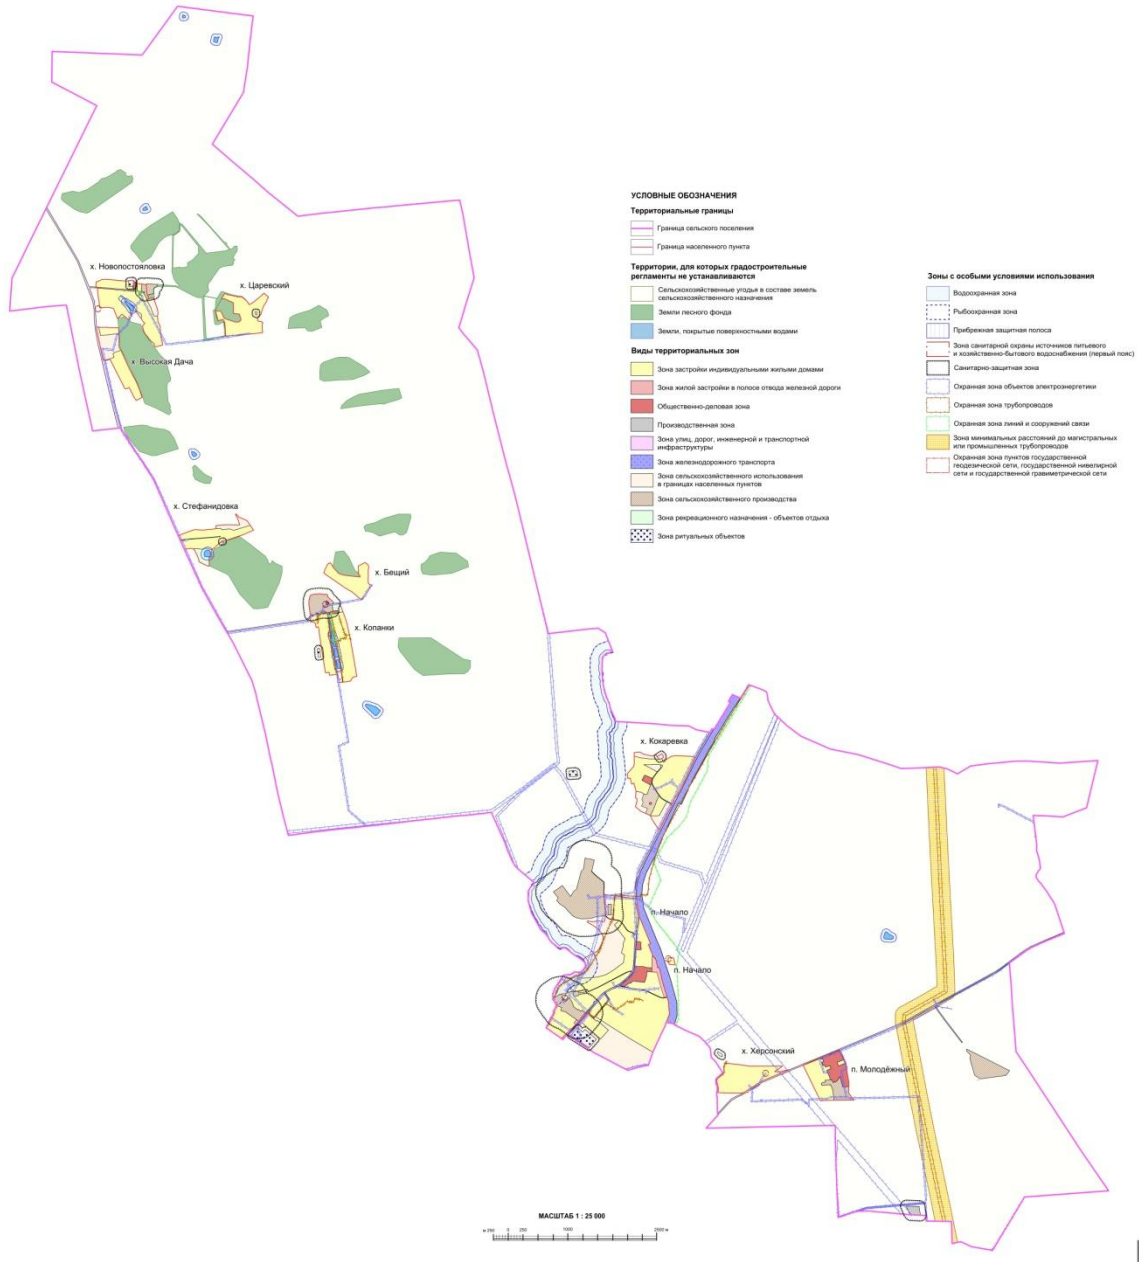 УСЛОВНЫЕ ОБОЗНАЧЕНИЯ
Территориальные границы
Граница сельского поселения
Граница населенного пункта
Территории, для которых градостроительные
регламенты не устанавливаются
Сельскохозяйственные угодья в составе земель
сельскохозяйственного назначения
Земли лесного фонда
Земли, покрытые поверхностными водами
Виды территориальных зон
Зона застройки индивидуальными жилыми домами
Зона жилой застройки в полосе отвода железной дороги
Общественно-деловая зона
Производственная зона
Зона улиц, дорог, инженерной и транспортной
инфраструктуры
Зона железнодорожного транспорта
Зона сельскохозяйственного использования
в границах населенных пунктов
Зона сельскохозяйственного производства
Зона рекреационного назначения - объектов отдыха
Зона ритуальных объектов
Зоны с особыми условиями использования
Водоохранная зона
Рыбоохранная зона
Прибрежная защитная полоса
Зона санитарной охраны источников питьевого
и хозяйственно-бытового водоснабжения (первый пояс)
Санитарно-защитная зона
Охранная зона объектов электроэнергетики
Охранная зона трубопроводов
Охранная зона линий и сооружений связи
Зона минимальных расстояний до магистральных
или промышленных трубопроводов
Охранная зона пунктов государственной
геодезической сети, государственной нивелирной
сети и государственной гравиметрической сети
х. Новопостояловка
х. Царевский
х. Высокая Дача
х. Стефанидовка
х. Бещий
х. Копанки
х. Кокаревка
п. Начало
п. Начало
х. Херсонский
п. Молодёжный
МАСШТАБ 1 : 25 000
м 250 0 250 1000 2500 м